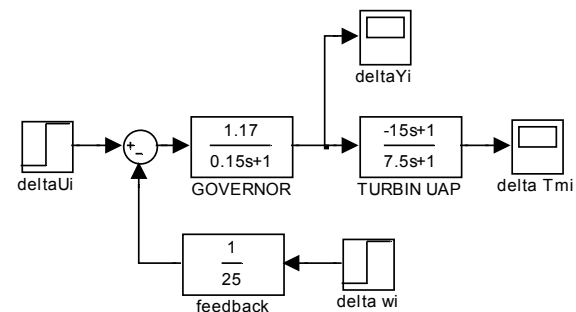 deltaYi
+
-
1.17
0.15s+1
-15s+1
7.5s+1
deltaUi
GOVERNOR
TURBIN UAP
delta Tmi
1
25
feedback
delta wi